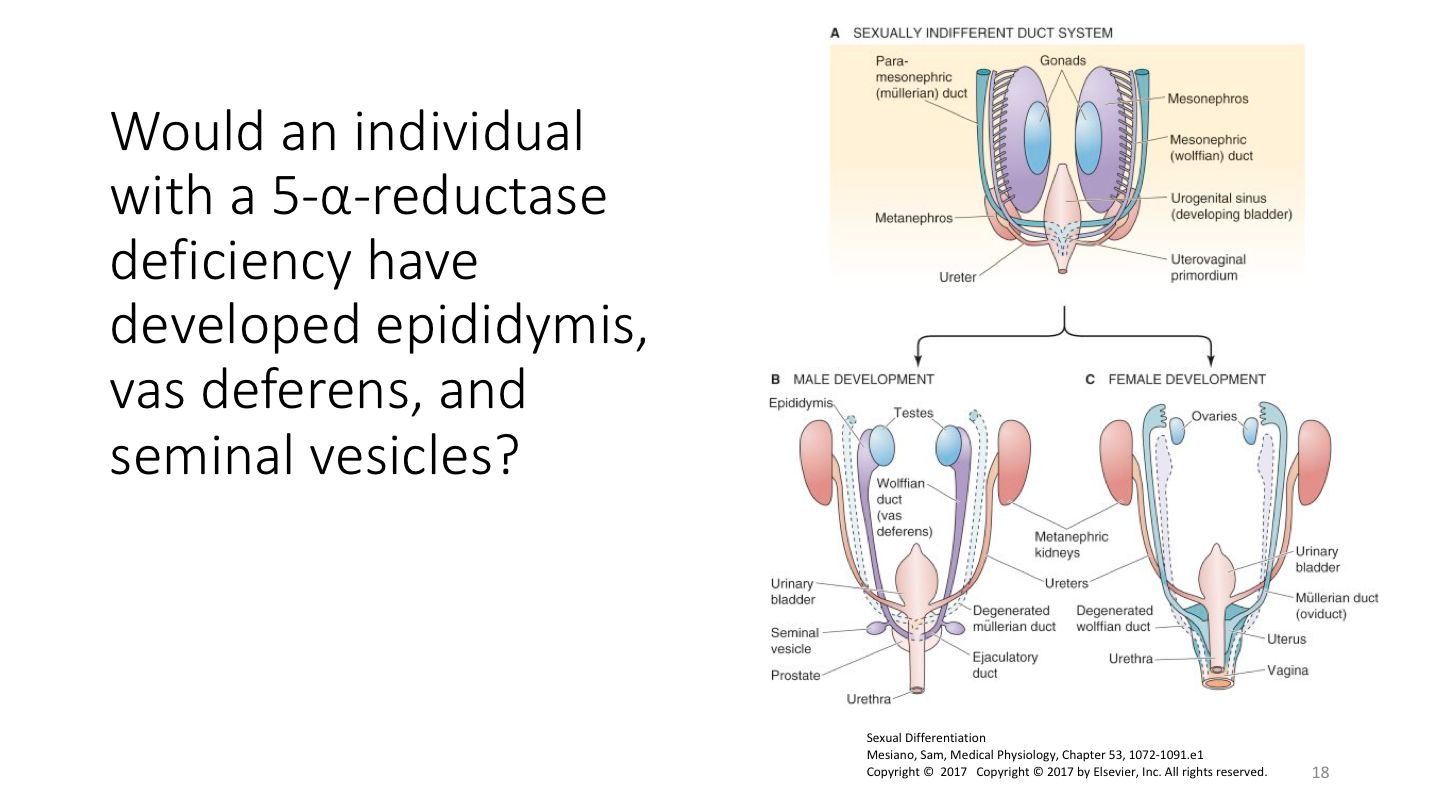 Would an individual
with a 5-α-reductase
deficiency have
developed epididymis,
vas deferens, and
seminal vesicles?
A SEXUALLY INDIFFERENT DUCT SYSTEM
Para-
mesonephric
(müllerian) duct
Gonads
Mesonephros
Mesonephric
(wolffian) duct
Metanephros
Urogenital sinus
(developing bladder)
Ureter
Uterovaginal
primordium
B MALE DEVELOPMENT
Epididymis
Testes
Wolffian
duct
(vas
deferens)
Urinary
bladder
Seminal
vesicle
Prostate
Urethra
Degenerated
müllerian duct
Ejaculatory
duct
Metanephric
kidneys
Ureters
C FEMALE DEVELOPMENT
Ovaries
Degenerated
wolffian duct
Urethra
Urinary
bladder
Müllerian duct
(oviduct)
Uterus
Vagina
Sexual Differentiation
Mesiano, Sam, Medical Physiology, Chapter 53, 1072-1091.e1
Copyright © 2017 Copyright © 2017 by Elsevier, Inc. All rights reserved.
18